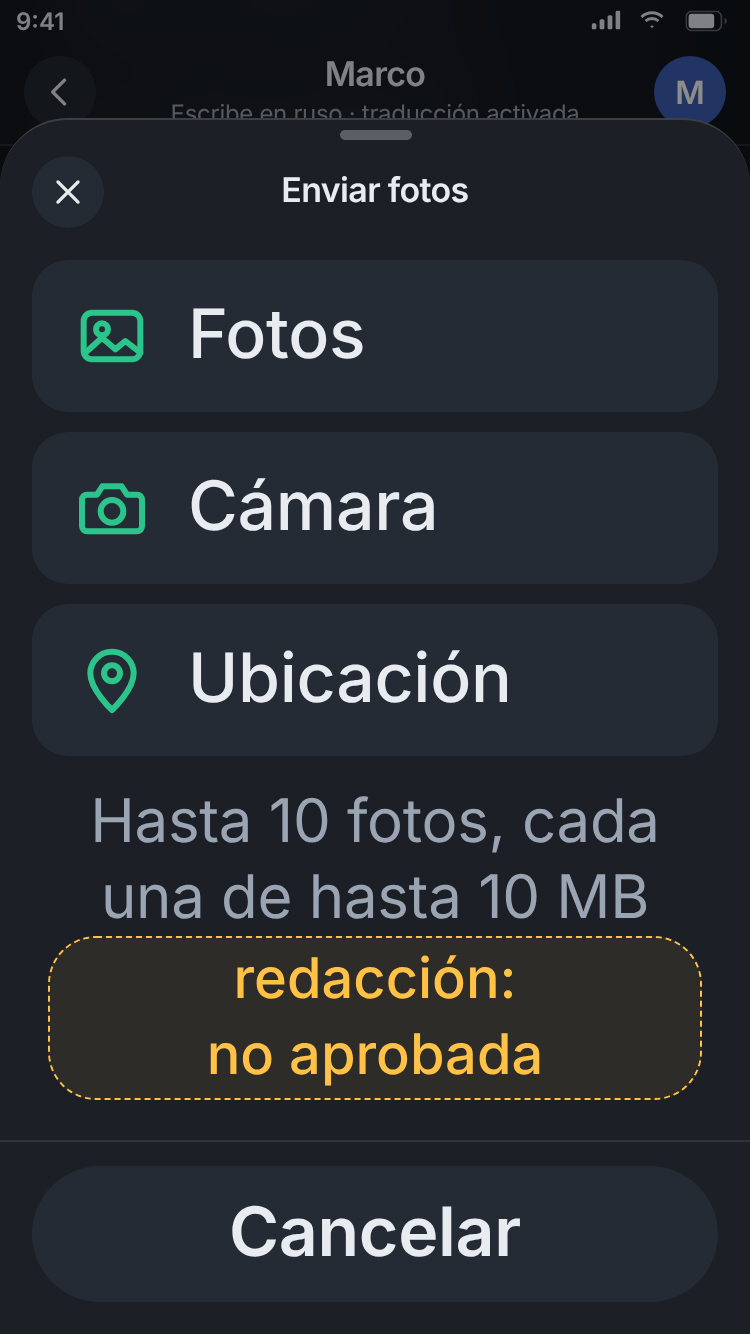 9:41
Marco
Escribe en ruso · traducción activada
M
Enviar fotos
Fotos
Cámara
Ubicación
Hasta 10 fotos, cada
una de hasta 10 MB
redacción:
no aprobada
Cancelar